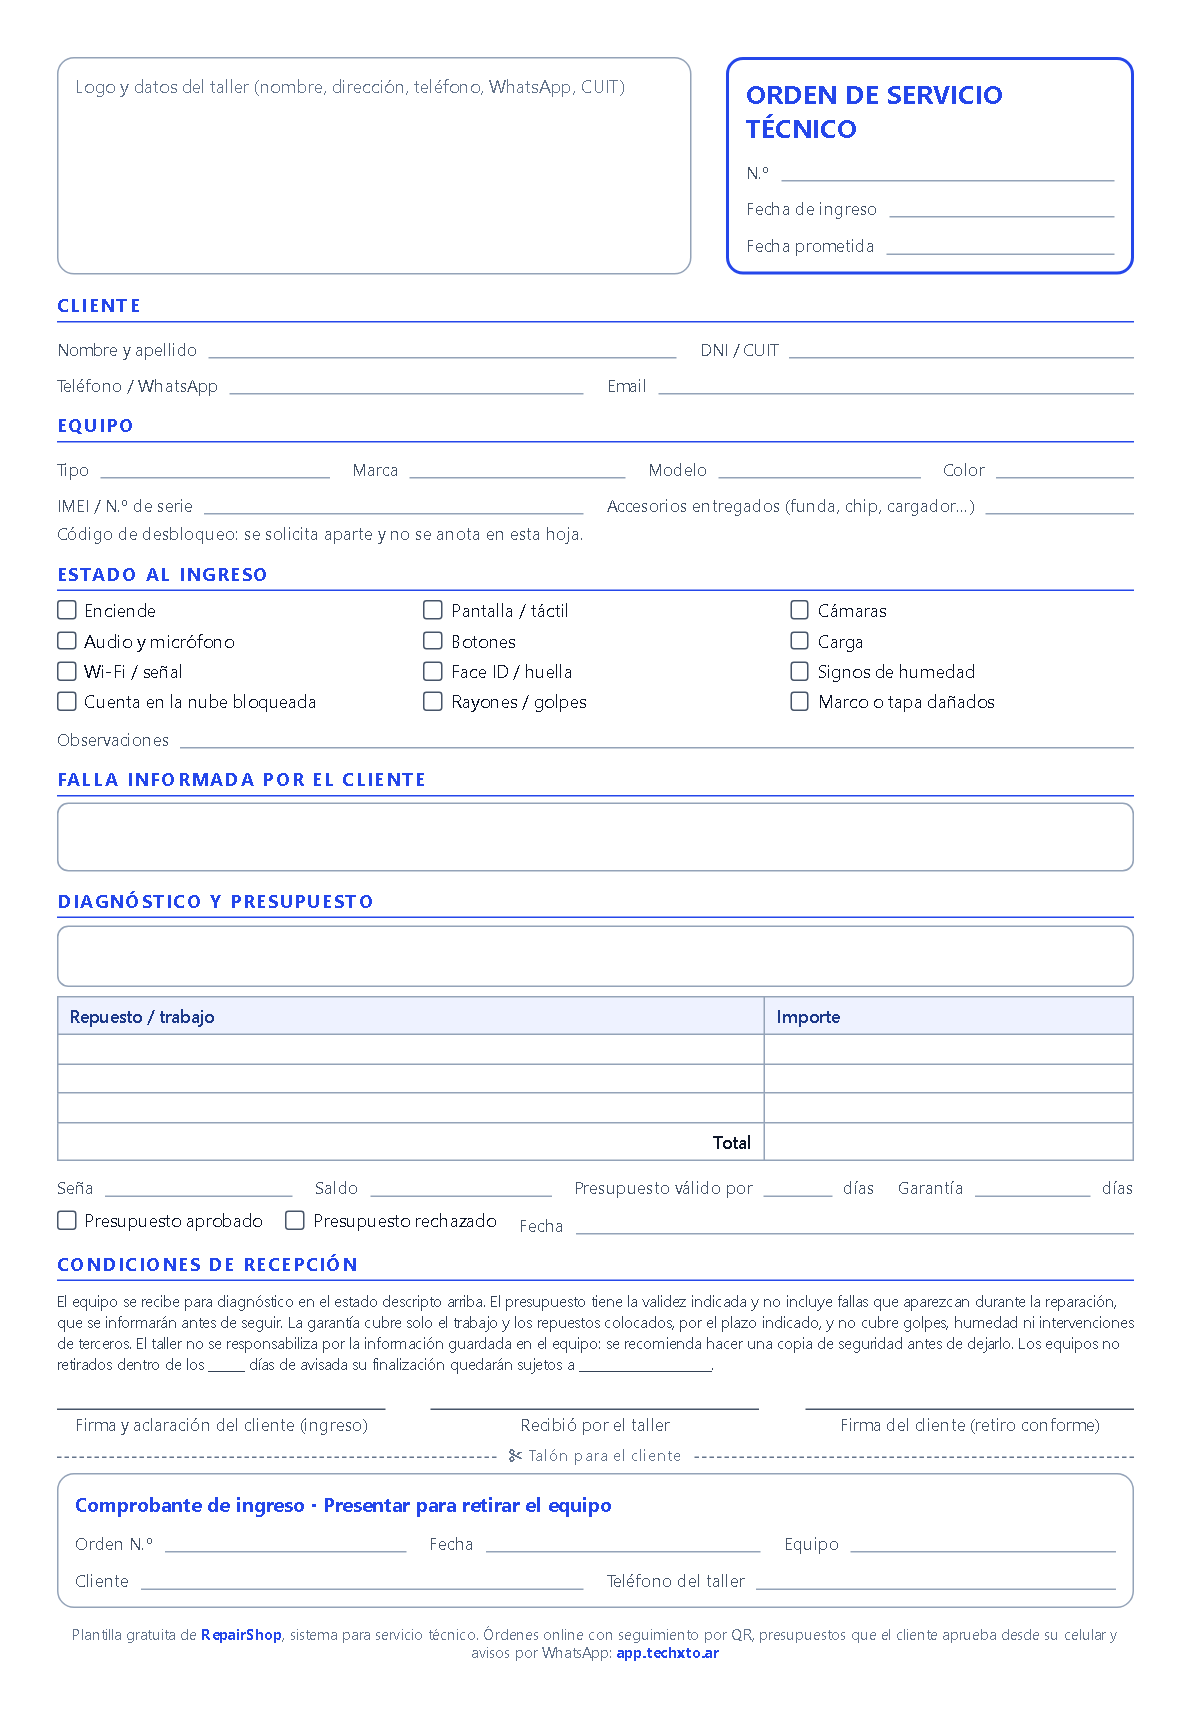 Logo y datos del taller (nombre, dirección, teléfono, WhatsApp, CUIT)
ORDEN DE SERVICIO
TÉCNICO
N.º
Fecha de ingreso
Fecha prometida
CLIENTE
Nombre y apellido DNI / CUIT
Teléfono / WhatsApp Email
EQUIPO
Tipo Marca Modelo Color
IMEI / N.º de serie Accesorios entregados (funda, chip, cargador...)
Código de desbloqueo: se solicita aparte y no se anota en esta hoja.
ESTADO AL INGRESO
Enciende Pantalla / táctil Cámaras
Audio y micrófono Botones Carga
Wi-Fi / señal Face ID / huella Signos de humedad
Cuenta en la nube bloqueada Rayones / golpes Marco o tapa dañados
Observaciones
FALLA INFORMADA POR EL CLIENTE
DIAGNÓSTICO Y PRESUPUESTO
Repuesto / trabajo Importe
Total
Seña Saldo Presupuesto válido por días Garantía días
Presupuesto aprobado Presupuesto rechazado Fecha
CONDICIONES DE RECEPCIÓN
El equipo se recibe para diagnóstico en el estado descripto arriba. El presupuesto tiene la validez indicada y no incluye fallas que aparezcan durante la reparación,
que se informarán antes de seguir. La garantía cubre solo el trabajo y los repuestos colocados, por el plazo indicado, y no cubre golpes, humedad ni intervenciones
de terceros. El taller no se responsabiliza por la información guardada en el equipo: se recomienda hacer una copia de seguridad antes de dejarlo. Los equipos no
retirados dentro de los _____ días de avisada su finalización quedarán sujetos a __________________.
Firma y aclaración del cliente (ingreso) Recibió por el taller Firma del cliente (retiro conforme)
✂ Talón para el cliente
Comprobante de ingreso · Presentar para retirar el equipo
Orden N.º Fecha Equipo
Cliente Teléfono del taller
Plantilla gratuita de RepairShop, sistema para servicio técnico. Órdenes online con seguimiento por QR, presupuestos que el cliente aprueba desde su celular y
avisos por WhatsApp: app.techxto.ar